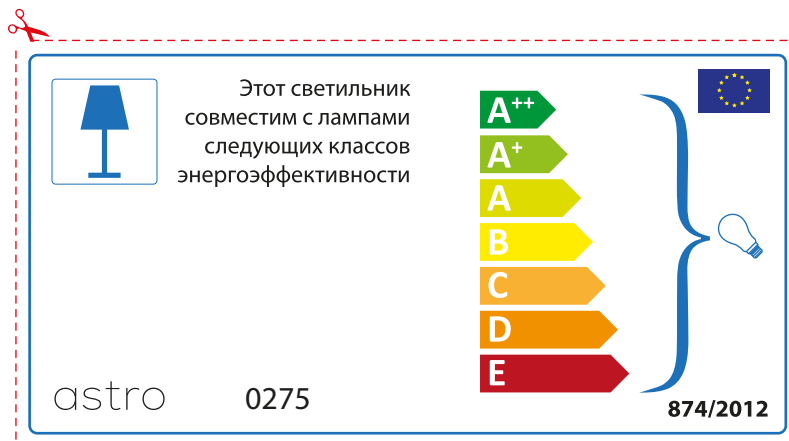 Этот светильник
совместим с лампами
следующих классов
энергоэффективности
A++
A+
A
B
C
D
E
astro
0275
874/2012